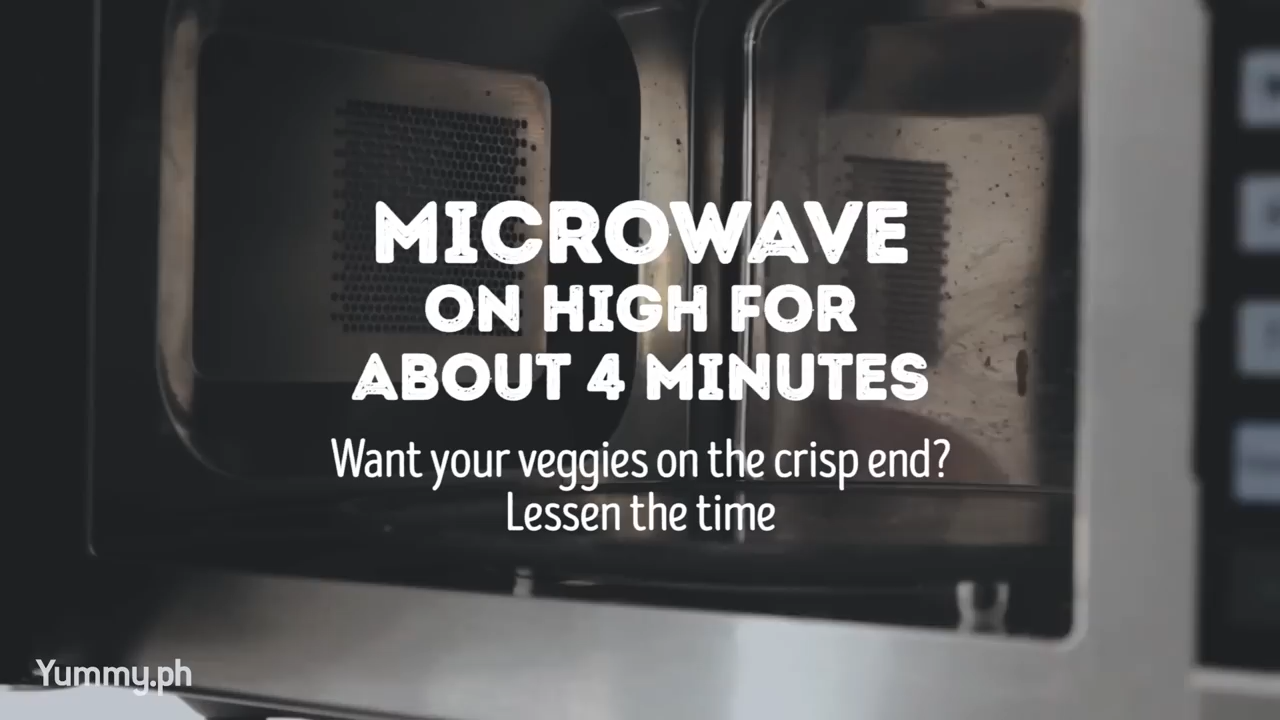 MICROWAVE
ON HIGH FOR
ABOUT 4 MINUTES
Want your veggies on the crisp end?
Lessen the time
Yummy.ph